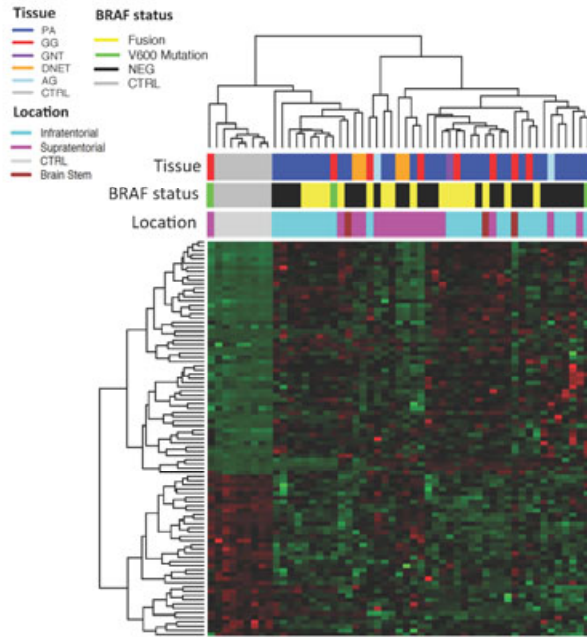 Tissue
PA
GG
GNT
DNET
AG
CTRL
BRAF status
Fusion
V600 Mutation
NEG
CTRL
Location
Infratentorial
Supratentorial
CTRL
Brain Stem
Tissue
BRAF status
Location